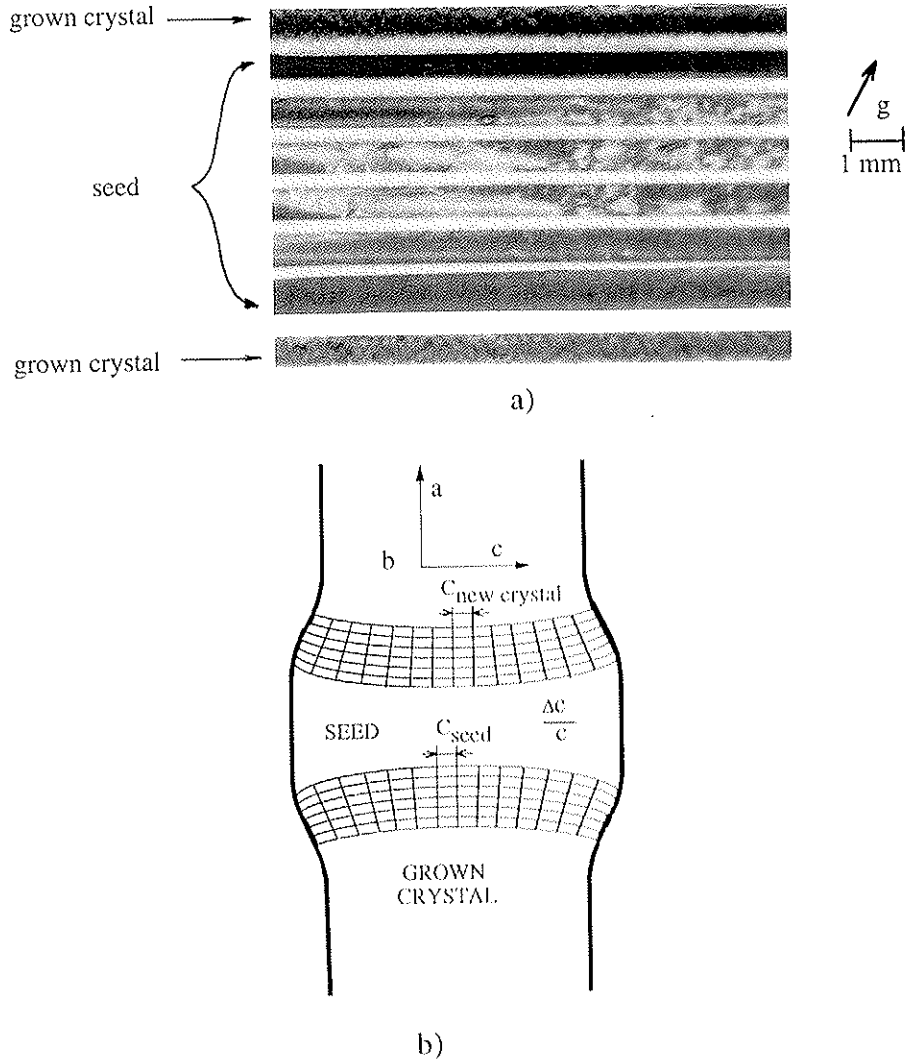 grown crystal
g
1 mm
seed
grown crystal
a)
a
b
c
C new crystal
SEED
C seed
Δc
c
GROWN
CRYSTAL
b)